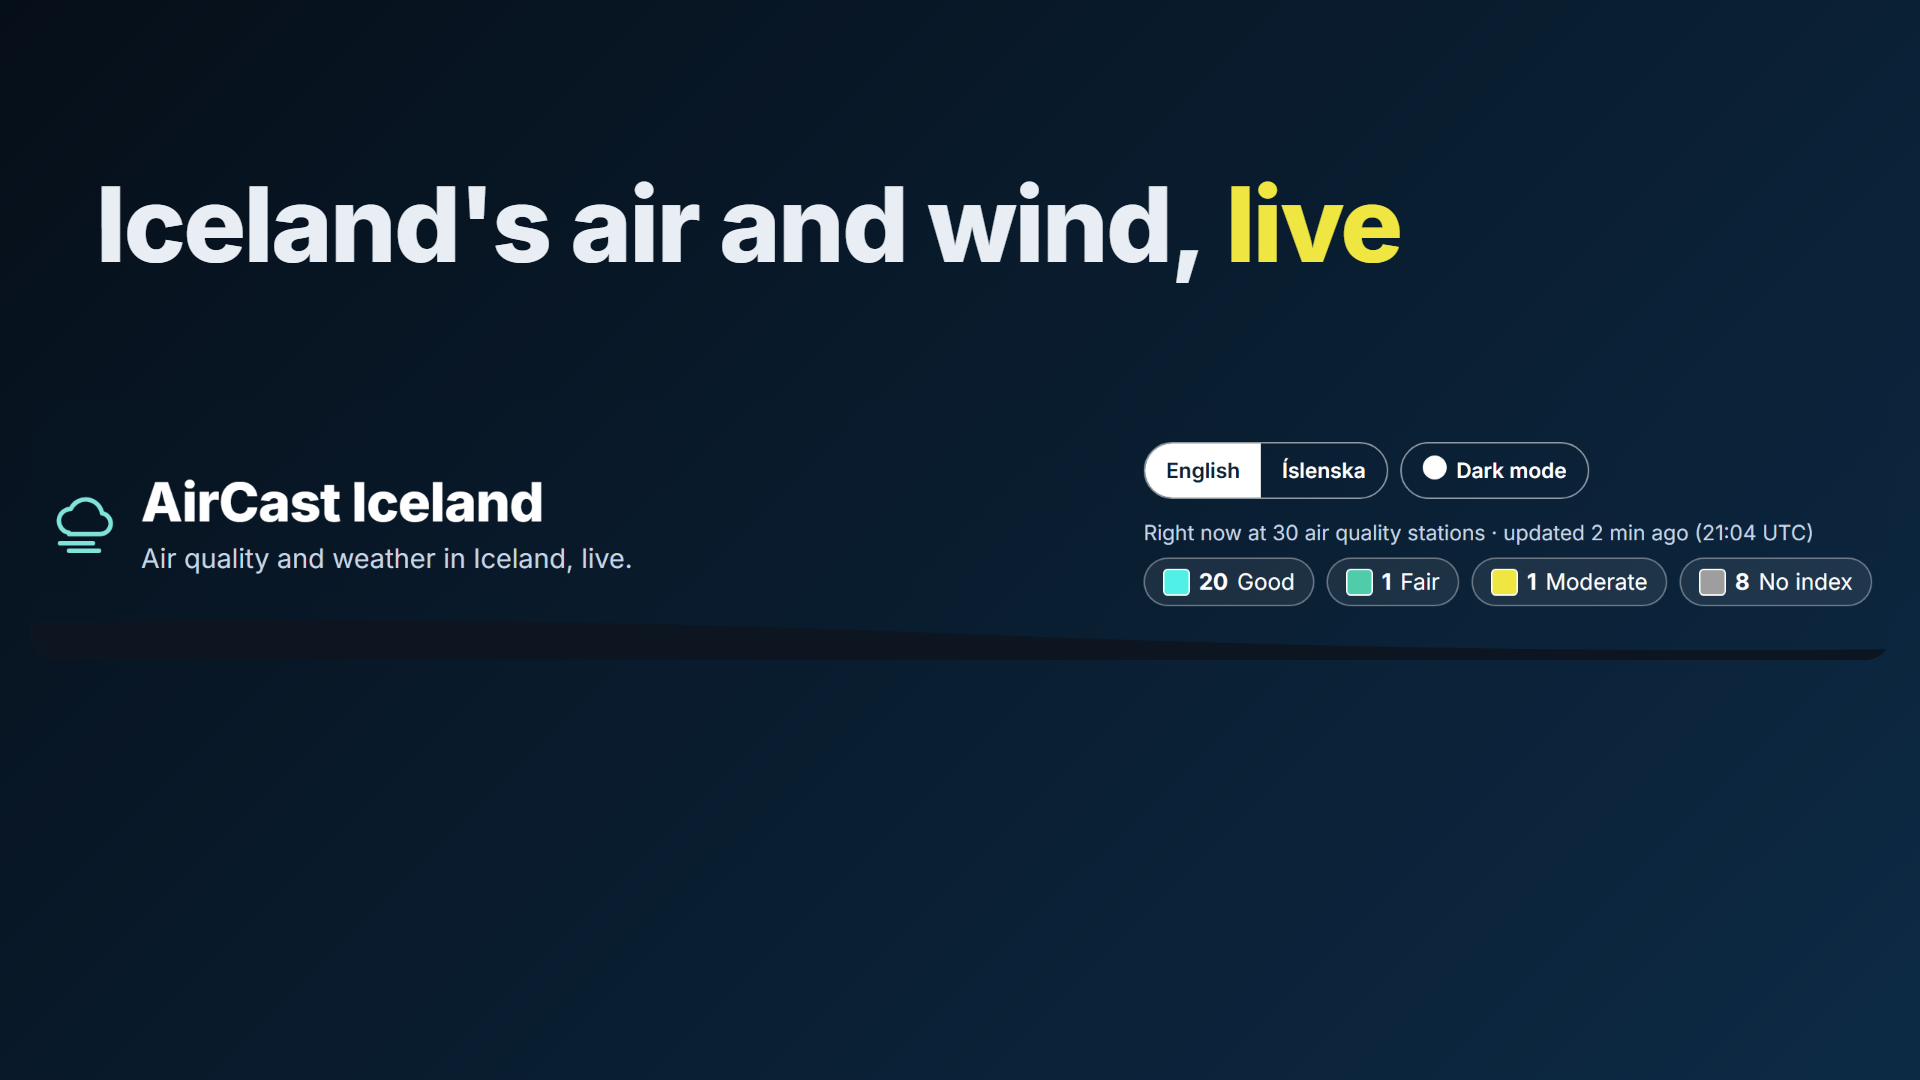 Iceland's air and wind, live
AirCast Iceland
Air quality and weather in Iceland, live.
English Íslenska Dark mode
Right now at 30 air quality stations · updated 2 min ago (21:04 UTC)
20 Good 1 Fair 1 Moderate 8 No index